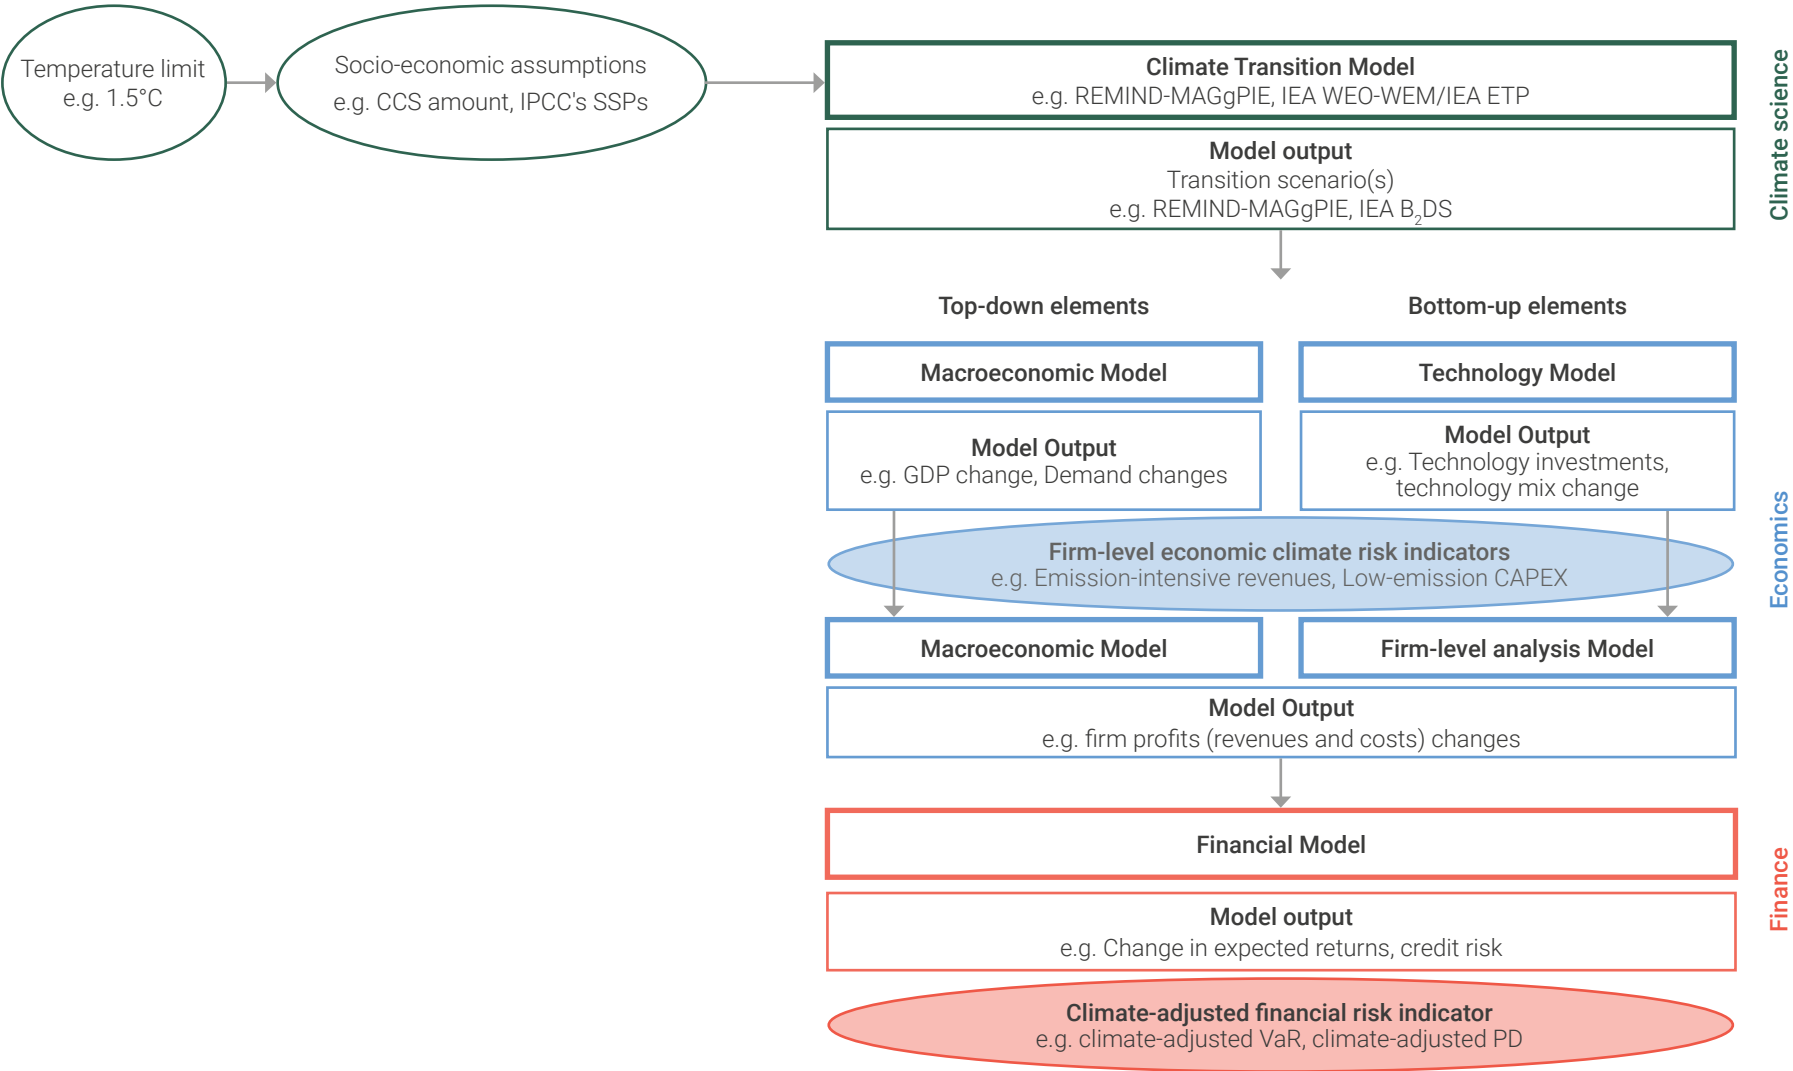 Temperature limit
e.g. 1.5°C
Socio-economic assumptions
e.g. CCS amount, IPCC's SSPs
Climate Transition Model
e.g. REMIND-MAGgPIE, IEA WEO-WEM/IEA ETP
Model output
Transition scenario(s)
e.g. REMIND-MAGgPIE, IEA B₂DS
Climate science
Top-down elements
Bottom-up elements
Macroeconomic Model
Technology Model
Model Output
e.g. GDP change, Demand changes
Model Output
e.g. Technology investments,
technology mix change
Firm-level economic climate risk indicators
e.g. Emission-intensive revenues, Low-emission CAPEX
Economics
Macroeconomic Model
Firm-level analysis Model
Model Output
e.g. firm profits (revenues and costs) changes
Financial Model
Model output
e.g. Change in expected returns, credit risk
Finance
Climate-adjusted financial risk indicator
e.g. climate-adjusted VaR, climate-adjusted PD